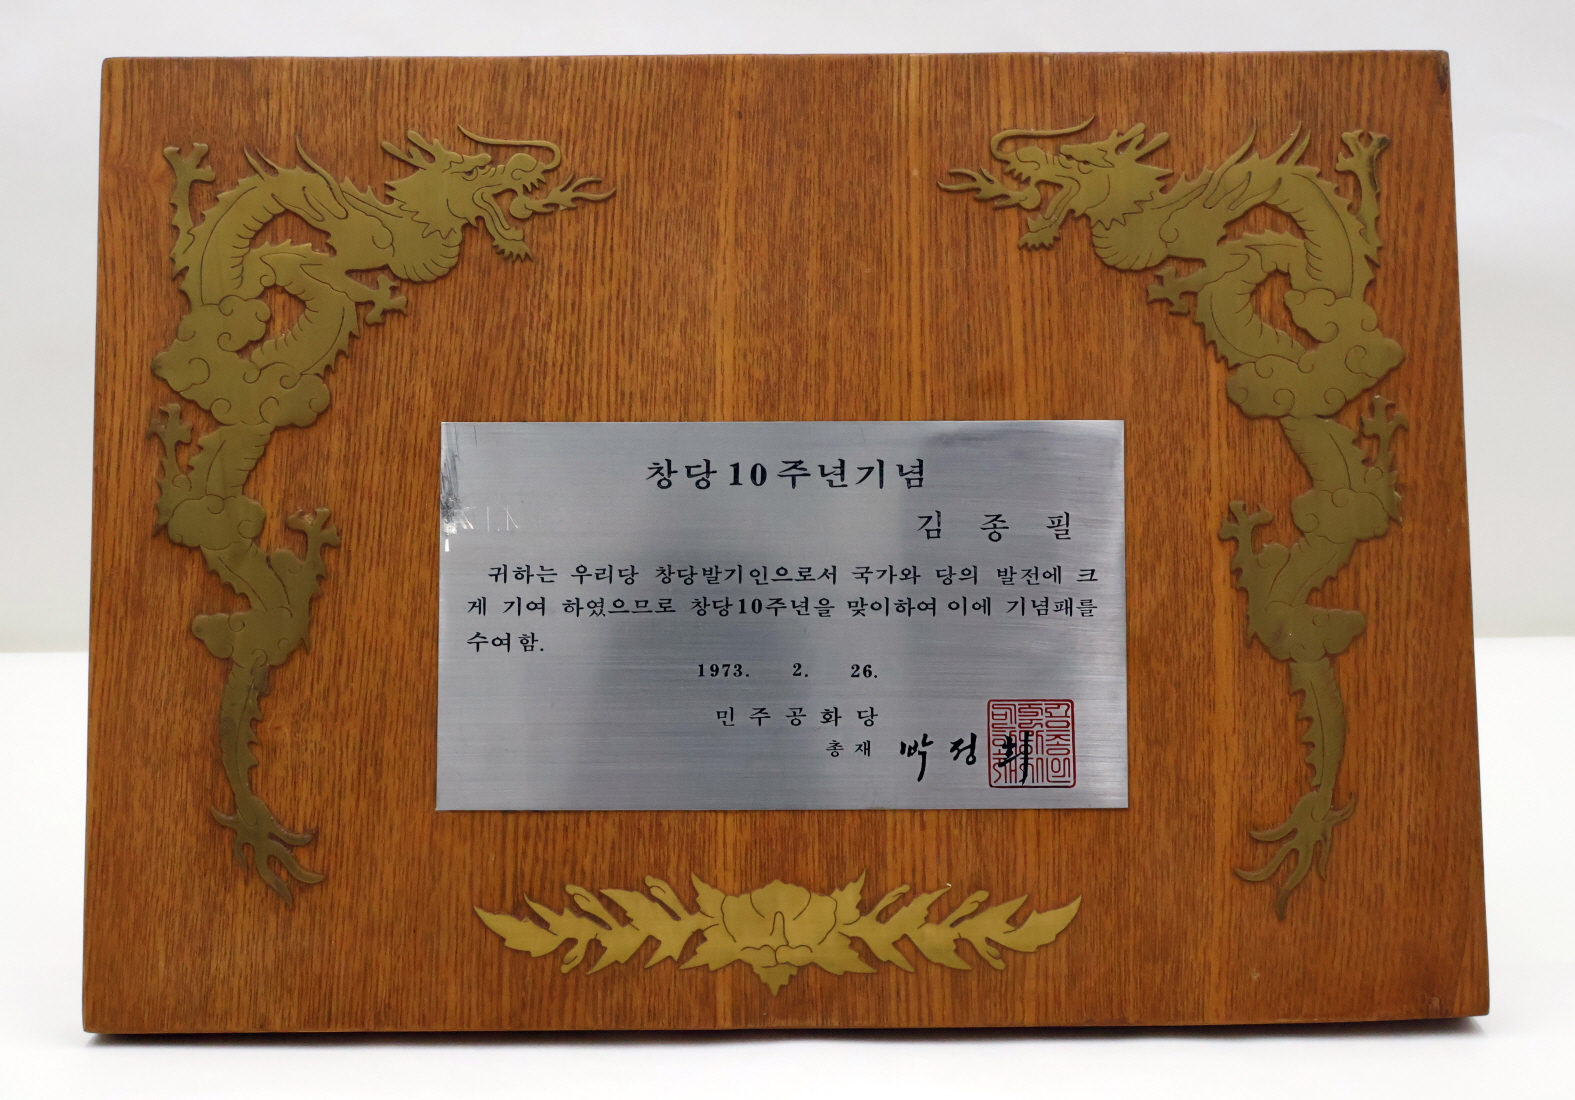 창당10주년기념
김 종 필
귀하는 우리당 창당발기인으로서 국가와 당의 발전에 크
게 기여 하였으므로 창당10주년을 맞이하여 이에 기념패를
수여함.
1973. 2. 26.
민주공화당
총재 박정희